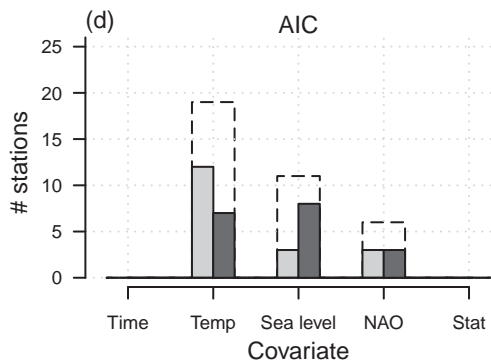 (d)
AIC
# stations
25
20
15
10
5
0
Time Temp Sea level NAO Stat
Covariate